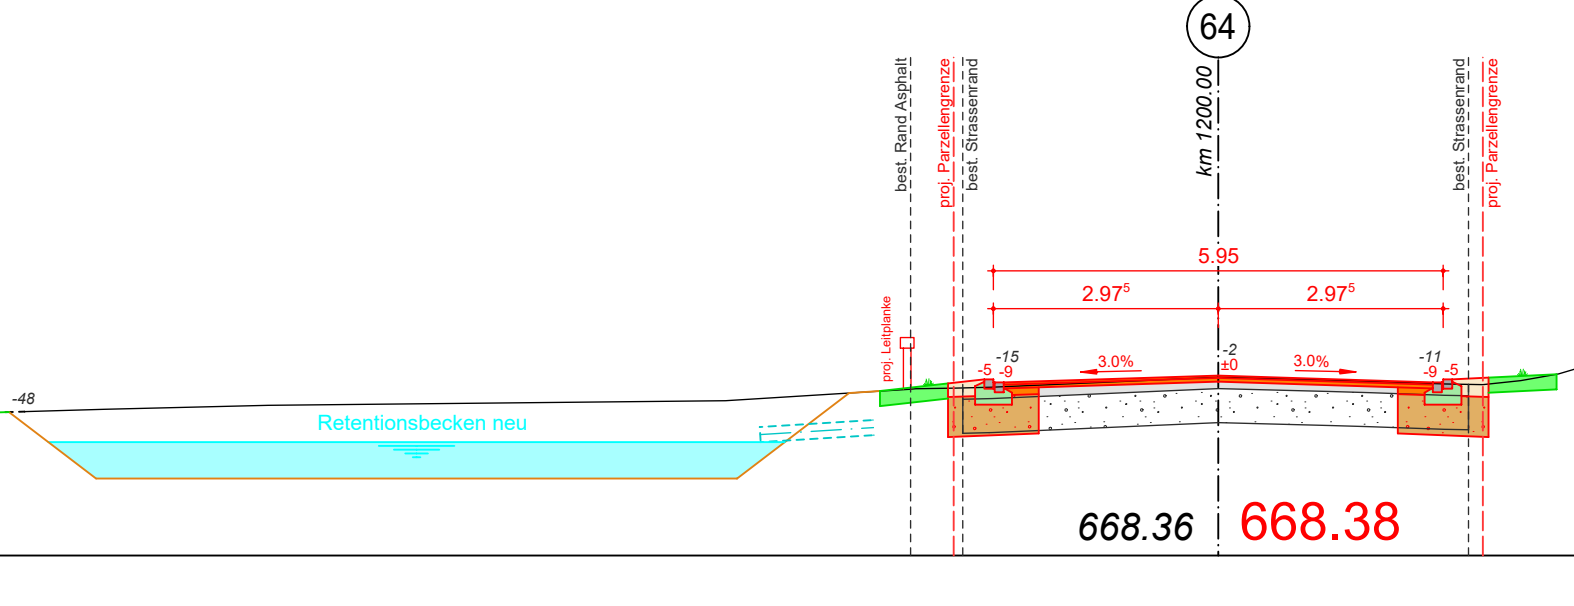 64
km 1200.00
best. Rand Asphalt
proj. Parzellengrenze
best. Strassenrand
best. Strassenrand
proj. Parzellengrenze
5.95
2.97⁵
2.97⁵
proj. Leitplanke
-15
-5 -9
3.0%
-2
±0
3.0%
-11
-9 -5
-48
Retentionsbecken neu
668.36
668.38